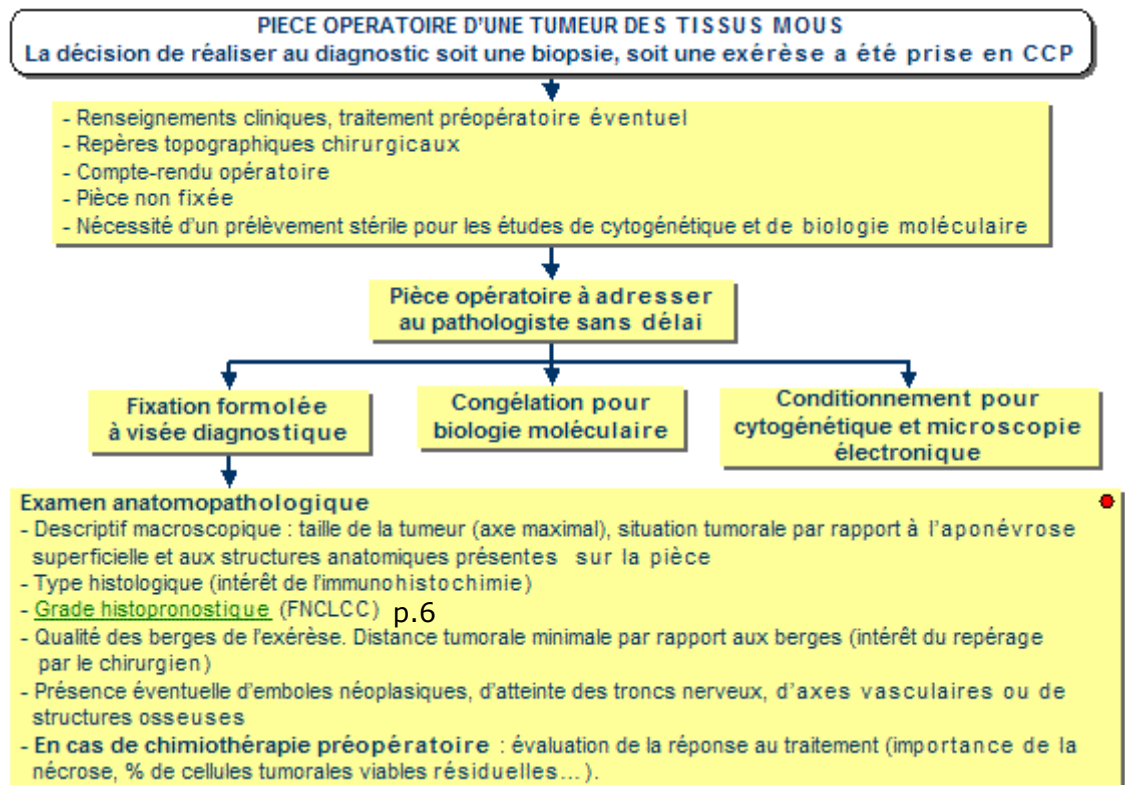 PIECE OPERATOIRE D'UNE TUMEUR DES TISSUS MOUS
La décision de réaliser au diagnostic soit une biopsie, soit une exérèse a été prise en CCP
- Renseignements cliniques, traitement préopératoire éventuel
- Repères topographiques chirurgicaux
- Compte-rendu opératoire
- Pièce non fixée
- Nécessité d'un prélèvement stérile pour les études de cytogénétique et de biologie moléculaire
Pièce opératoire à adresser
au pathologiste sans délai
Fixation formolée
à visée diagnostique
Congélation pour
biologie moléculaire
Conditionnement pour
cytogénétique et microscopie
électronique
Examen anatomopathologique
- Descriptif macroscopique : taille de la tumeur (axe maximal), situation tumorale par rapport à l'aponévrose
superficielle et aux structures anatomiques présentes sur la pièce
- Type histologique (intérêt de l'immunohistochimie)
- Grade histopronostique (FNCLCC) p.6
- Qualité des berges de l'exérèse. Distance tumorale minimale par rapport aux berges (intérêt du repérage
par le chirurgien)
- Présence éventuelle d'emboles néoplasiques, d'atteinte des troncs nerveux, d'axes vasculaires ou de
structures osseuses
- En cas de chimiothérapie préopératoire : évaluation de la réponse au traitement (importance de la
nécrose, % de cellules tumorales viables résiduelles...).